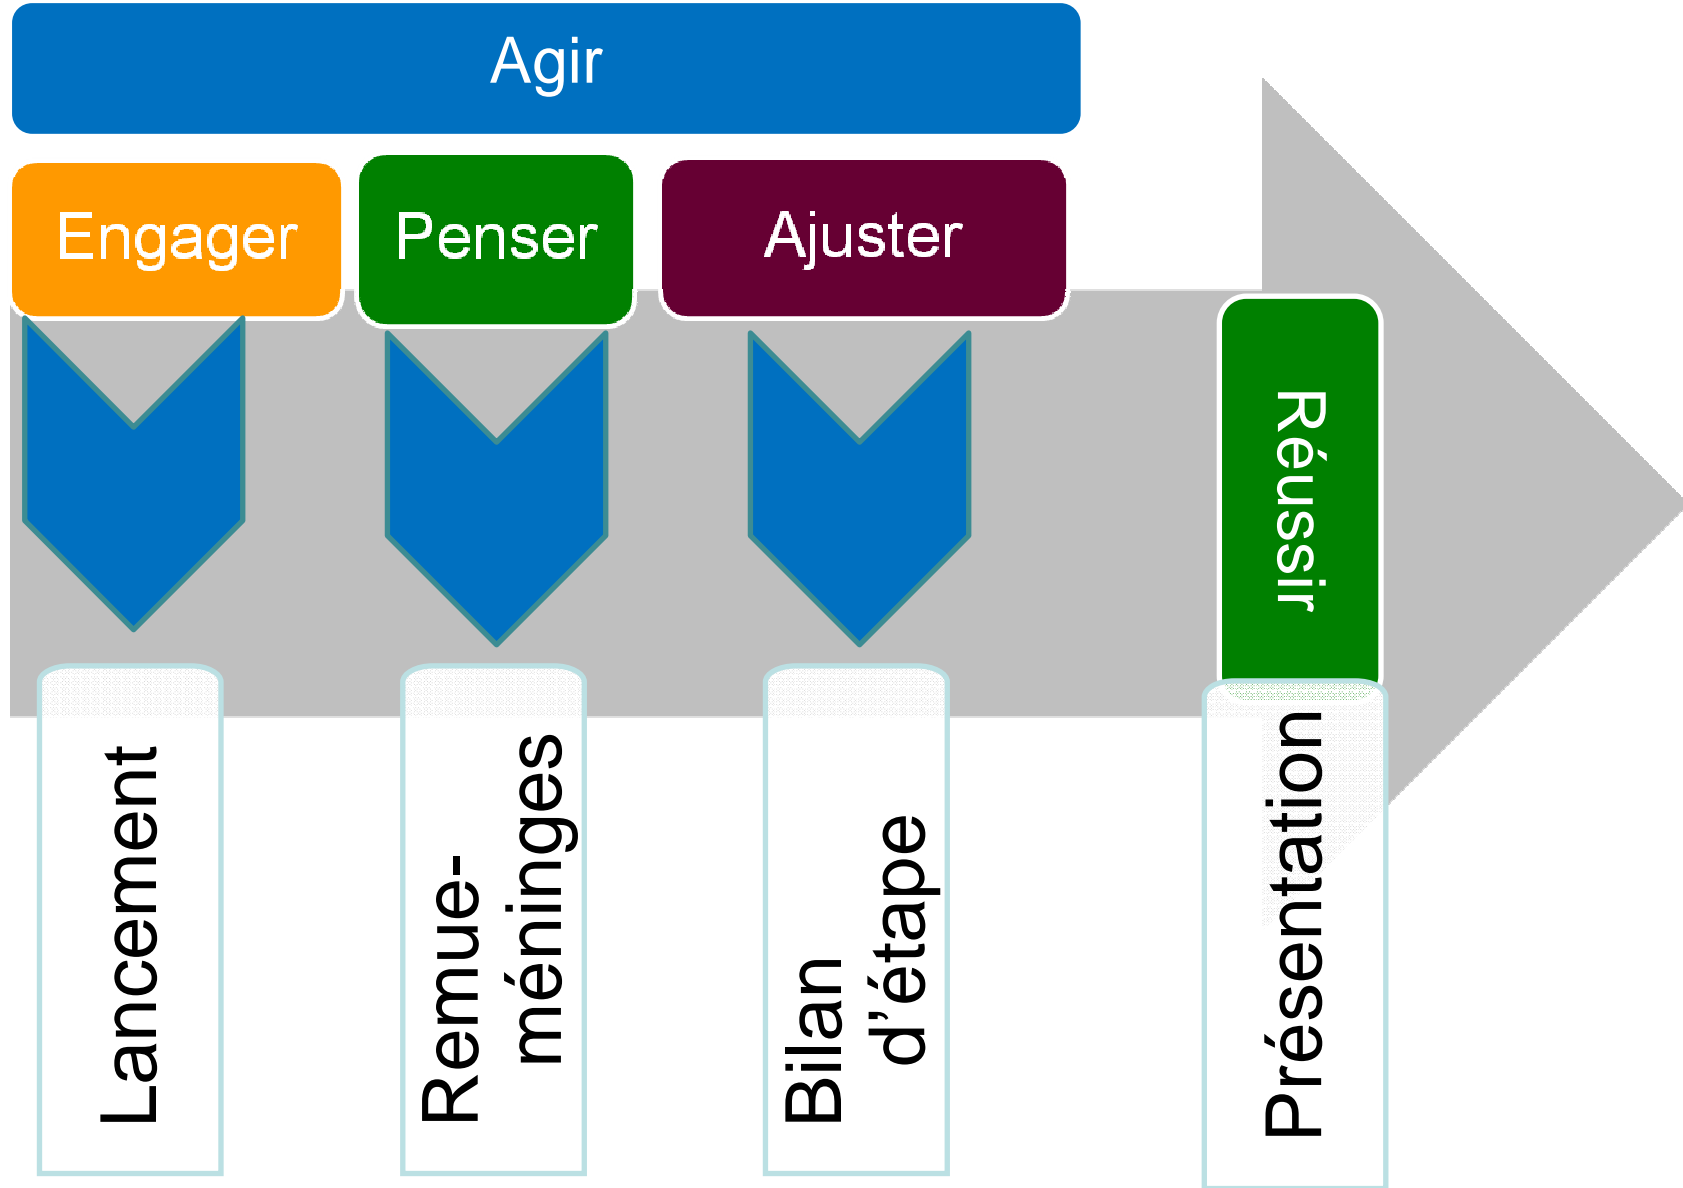 Agir
Engager
Penser
Ajuster
Réussir
Lancement
Remue-
méninges
Bilan
d’étape
Présentation